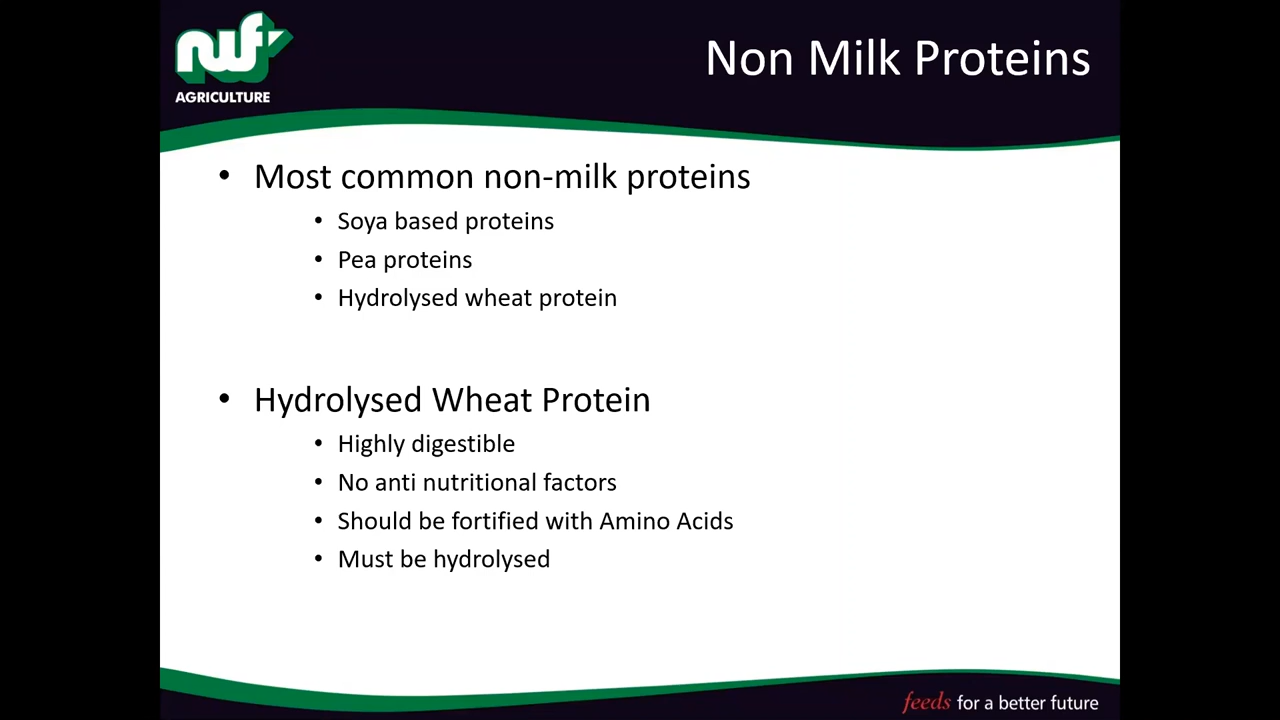 nwf
AGRICULTURE
Non Milk Proteins
• Most common non-milk proteins
• Soya based proteins
• Pea proteins
• Hydrolysed wheat protein
• Hydrolysed Wheat Protein
• Highly digestible
• No anti nutritional factors
• Should be fortified with Amino Acids
• Must be hydrolysed
feeds for a better future